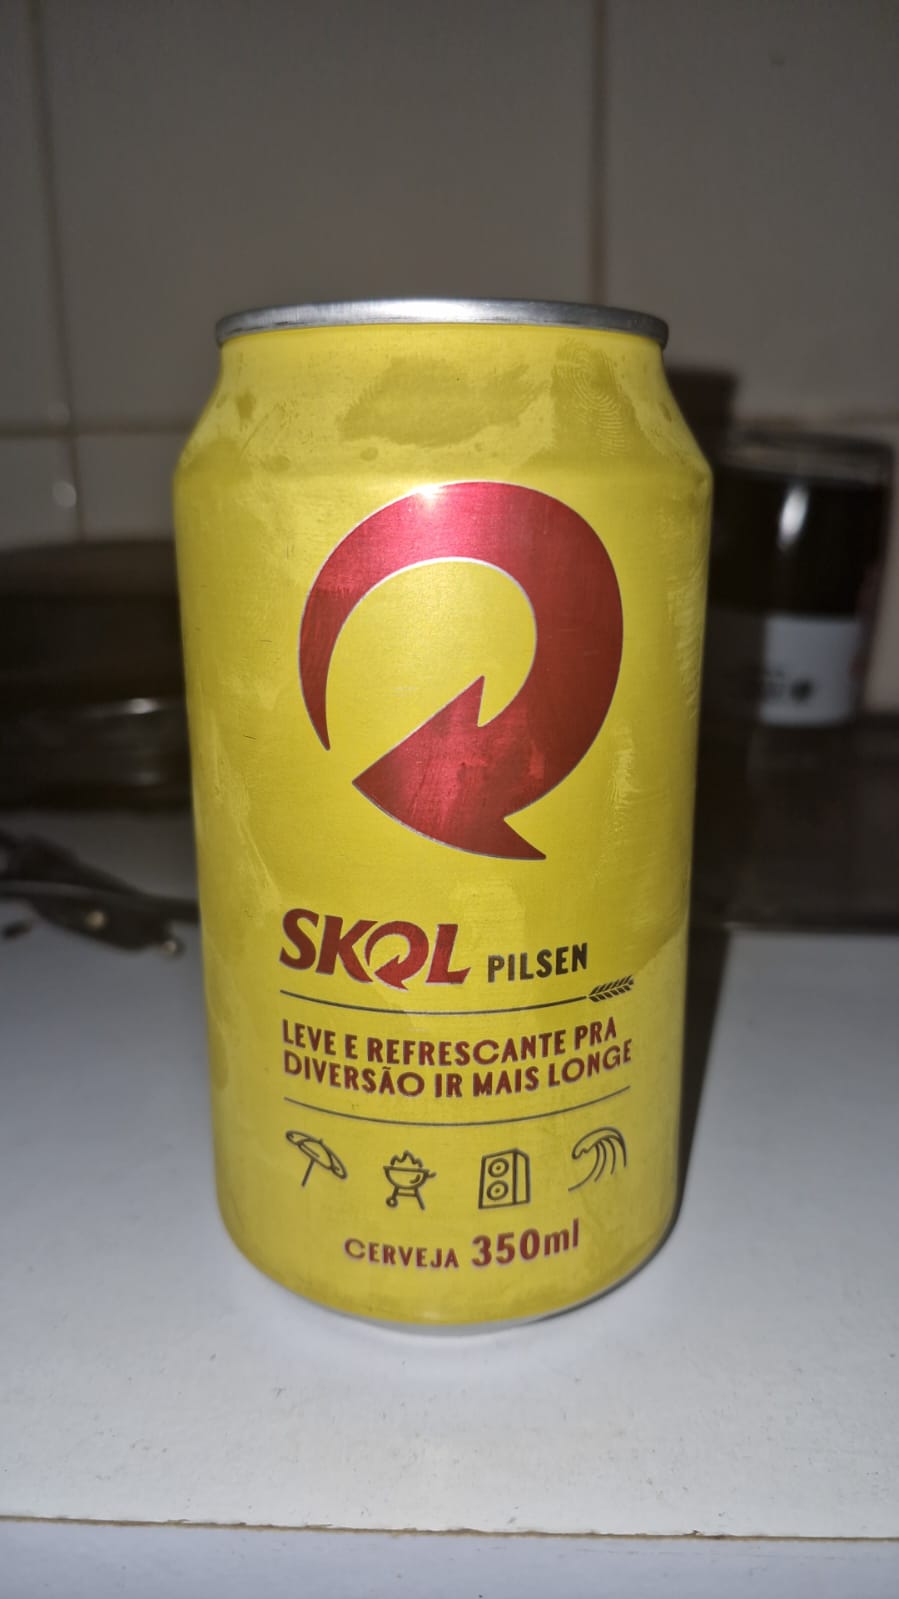 SKOL PILSEN
LEVE E REFRESCANTE PRA
DIVERSÃO IR MAIS LONGE
CERVEJA 350ml